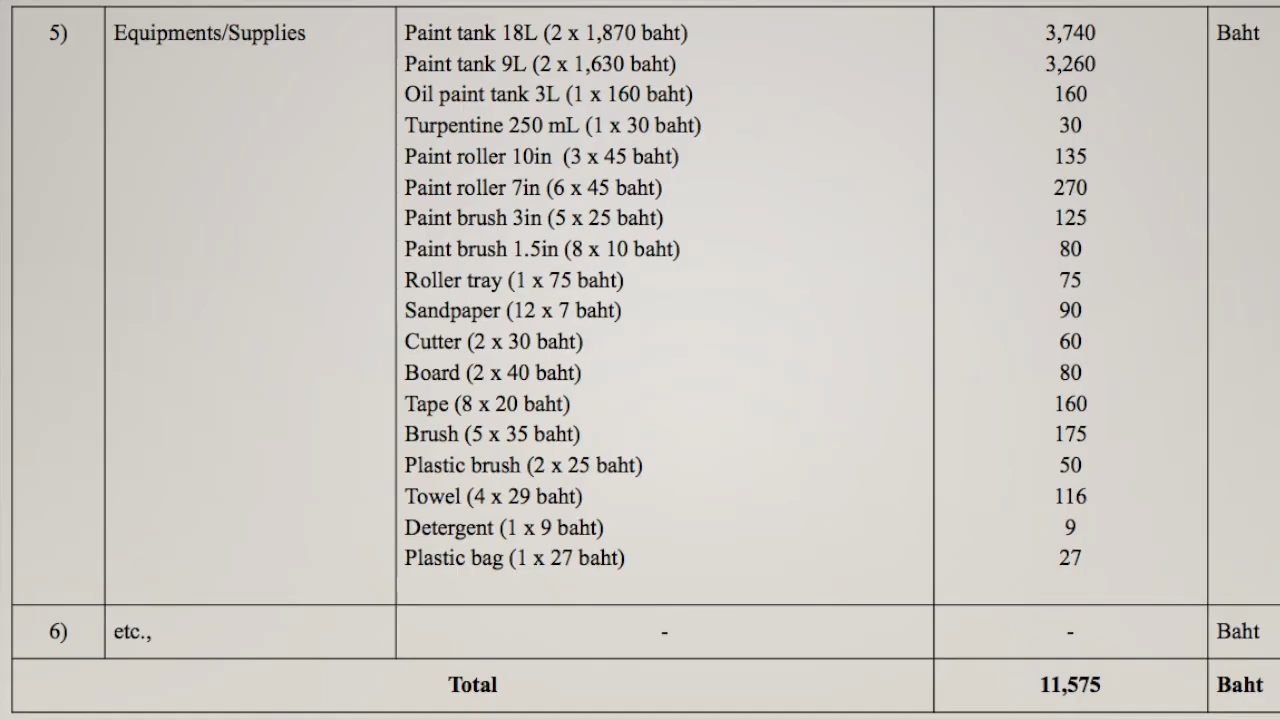 5) Equipments/Supplies Paint tank 18L (2 x 1,870 baht) 3,740 Baht
Paint tank 9L (2 x 1,630 baht) 3,260
Oil paint tank 3L (1 x 160 baht) 160
Turpentine 250 mL (1 x 30 baht) 30
Paint roller 10in (3 x 45 baht) 135
Paint roller 7in (6 x 45 baht) 270
Paint brush 3in (5 x 25 baht) 125
Paint brush 1.5in (8 x 10 baht) 80
Roller tray (1 x 75 baht) 75
Sandpaper (12 x 7 baht) 90
Cutter (2 x 30 baht) 60
Board (2 x 40 baht) 80
Tape (8 x 20 baht) 160
Brush (5 x 35 baht) 175
Plastic brush (2 x 25 baht) 50
Towel (4 x 29 baht) 116
Detergent (1 x 9 baht) 9
Plastic bag (1 x 27 baht) 27
6) etc., - - Baht
Total 11,575 Baht